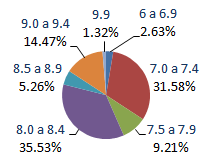 9.0 a 9.4
14.47%
9.9
1.32%
6 a 6.9
2.63%
8.5 a 8.9
5.26%
7.0 a 7.4
31.58%
8.0 a 8.4
35.53%
7.5 a 7.9
9.21%